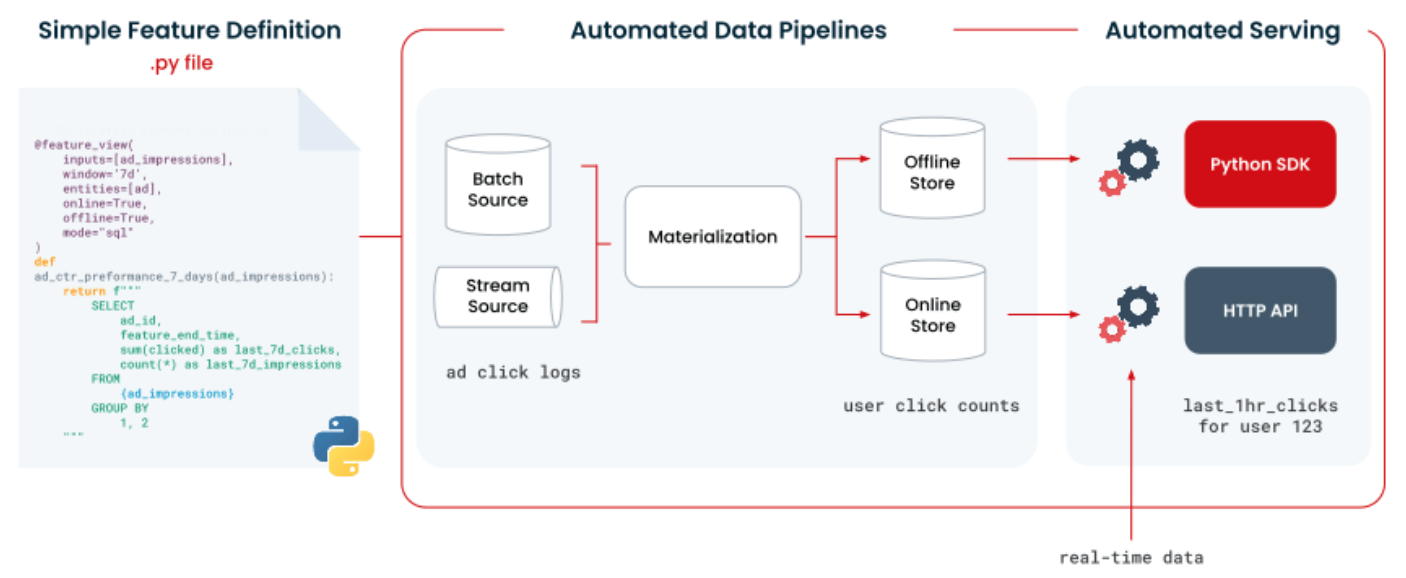 Simple Feature Definition
.py file
@feature_view(
    inputs=[ad_impressions],
    window='7d',
    entities=[ad],
    online=True,
    offline=True,
    mode="sql"
)
def
ad_ctr_preformance_7_days(ad_impressions):
    return f"""
        SELECT
            ad_id,
            feature_end_time,
            sum(clicked) as last_7d_clicks,
            count(*) as last_7d_impressions
        FROM
            {ad_impressions}
        GROUP BY
            1, 2
    """
Automated Data Pipelines
Batch
Source
Stream
Source
ad click logs
Materialization
Offline
Store
Online
Store
user click counts
Automated Serving
Python SDK
HTTP API
last_1hr_clicks
for user 123
real-time data